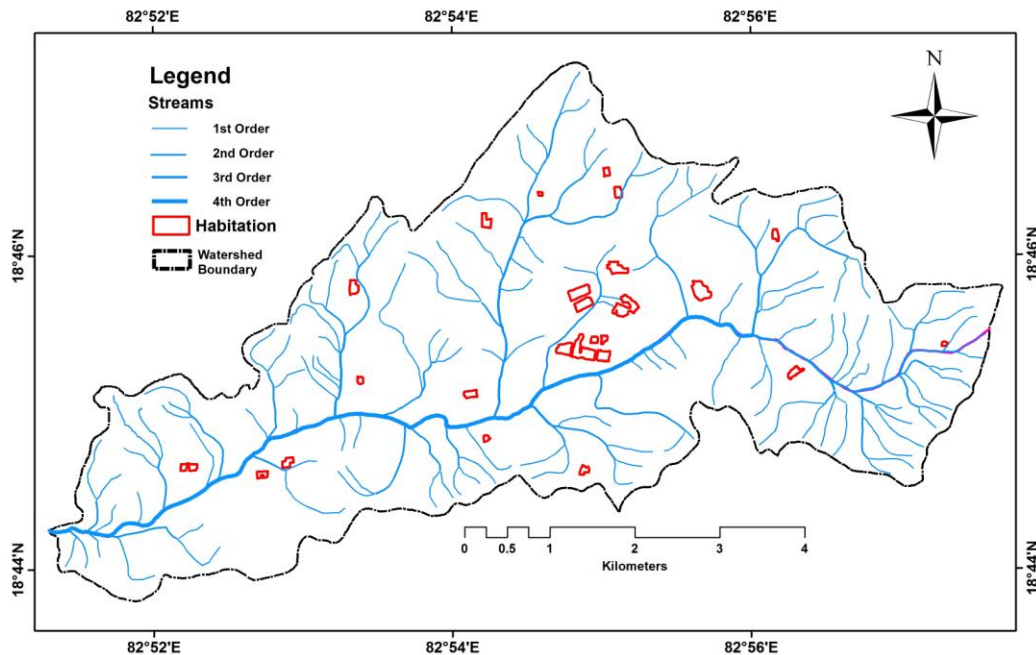 82°52'E 82°54'E 82°56'E
Legend
Streams
1st Order
2nd Order
3rd Order
4th Order
Habitation
Watershed
Boundary
N
18°46'N 18°46'N
18°44'N 18°44'N
0 0.5 1 2 3 4
Kilometers
82°52'E 82°54'E 82°56'E